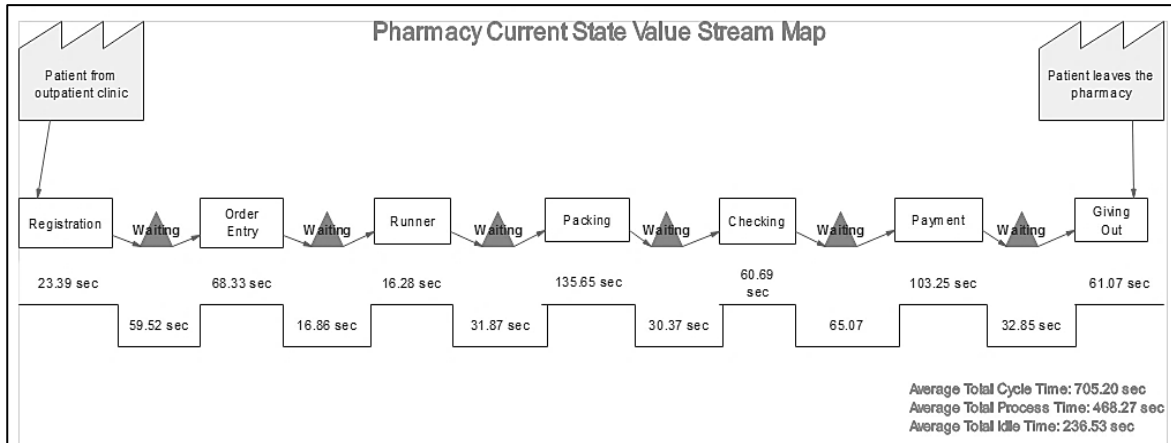 Pharmacy Current State Value Stream Map
Patient from
outpatient clinic
Patient leaves the
pharmacy
Registration
Waiting
Order
Entry
Waiting
Runner
Waiting
Packing
Waiting
Checking
Waiting
Payment
Waiting
Giving
Out
23.39 sec
68.33 sec
16.28 sec
135.65 sec
60.69
sec
103.25 sec
61.07 sec
59.52 sec
16.86 sec
31.87 sec
30.37 sec
65.07
32.85 sec
Average Total Cycle Time: 705.20 sec
Average Total Process Time: 468.27 sec
Average Total Idle Time: 236.53 sec